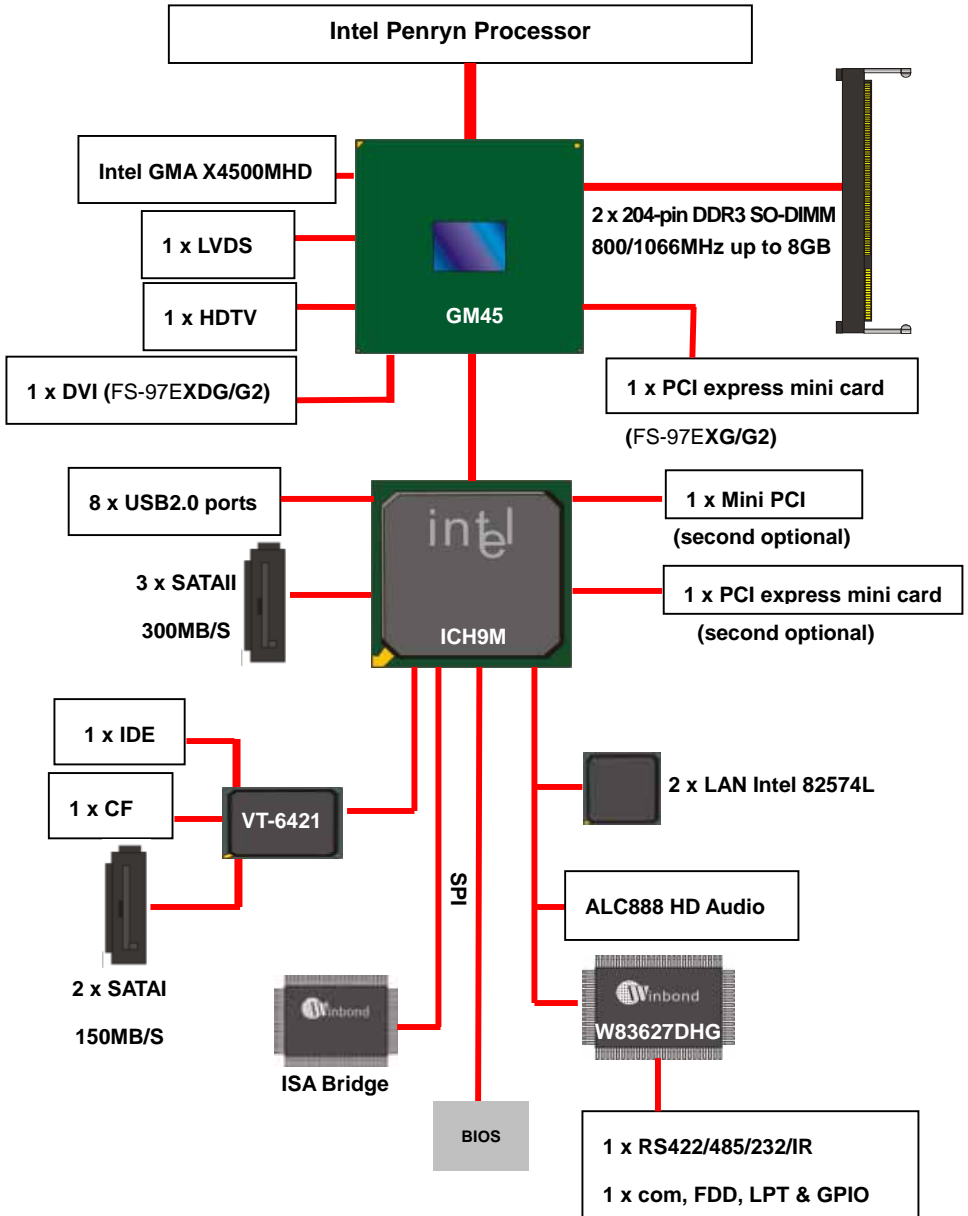 Intel Penryn Processor
Intel GMA X4500MHD
1 x LVDS
1 x HDTV
1 x DVI (FS-97EXDG/G2)
GM45
2 x 204-pin DDR3 SO-DIMM
800/1066MHz up to 8GB
1 x PCI express mini card
(FS-97EXG/G2)
8 x USB2.0 ports
3 x SATAII
300MB/S
intel
ICH9M
1 x Mini PCI
(second optional)
1 x PCI express mini card
(second optional)
1 x IDE
1 x CF
VT-6421
2 x SATAI
150MB/S
Winbond
ISA Bridge
SPI
BIOS
2 x LAN Intel 82574L
ALC888 HD Audio
Winbond
W83627DHG
1 x RS422/485/232/IR
1 x com, FDD, LPT & GPIO